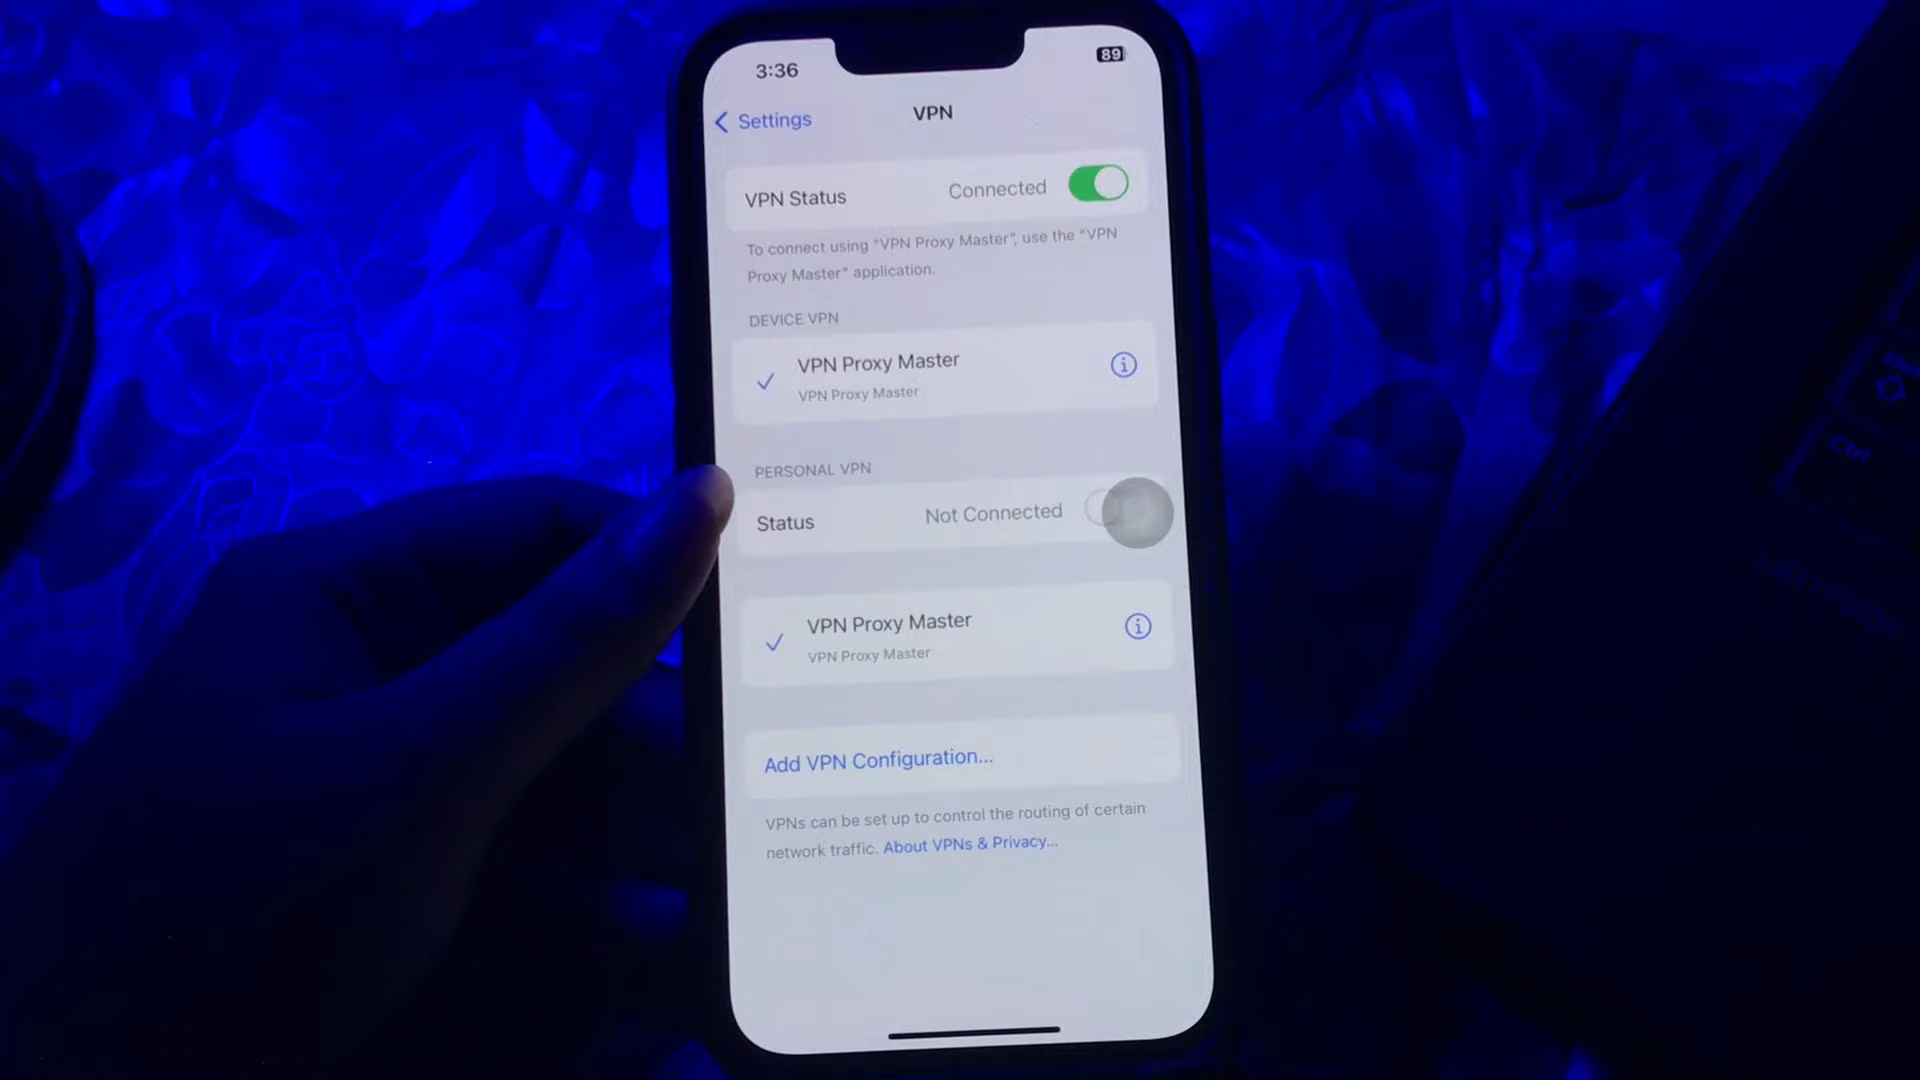 3:36
89
Settings
VPN
VPN Status
Connected
To connect using “VPN Proxy Master”, use the “VPN
Proxy Master” application.
DEVICE VPN
VPN Proxy Master
VPN Proxy Master
PERSONAL VPN
Status
Not Connected
VPN Proxy Master
VPN Proxy Master
Add VPN Configuration...
VPNs can be set up to control the routing of certain
network traffic. About VPNs & Privacy...
Ctrl